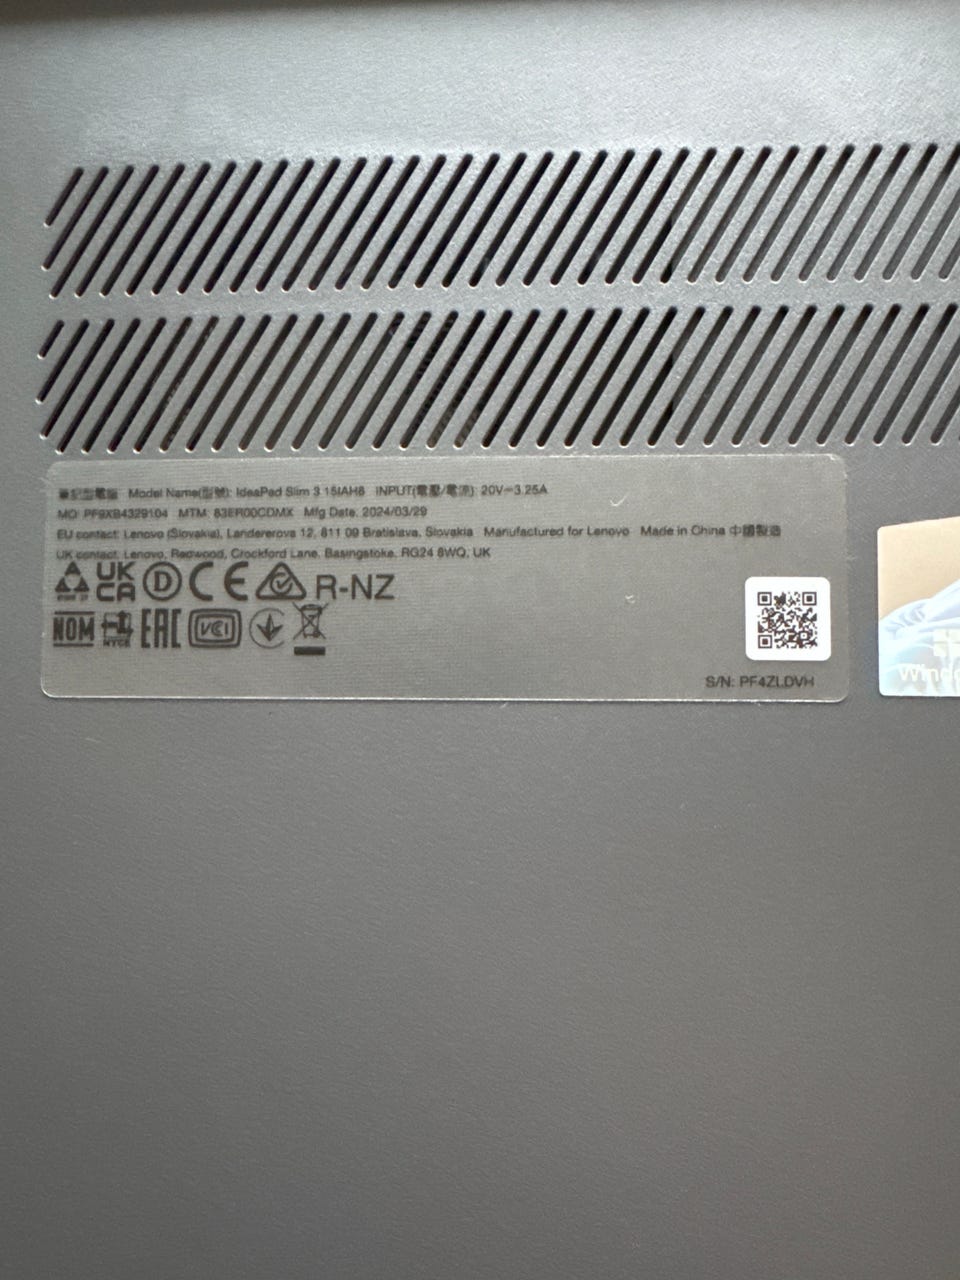 筆記型電腦 Model Name(型號): IdeaPad Slim 3 15IAH8 INPUT(電壓/電流): 20V⎓3.25A
MO: PF9XB4329104 MTM: 83ER00CDMX Mfg Date: 2024/03/29
EU contact: Lenovo (Slovakia), Landererova 12, 811 09 Bratislava, Slovakia Manufactured for Lenovo Made in China 中國製造
UK contact: Lenovo, Redwood, Crockford Lane, Basingstoke, RG24 8WQ, UK
UK CA D CE R-NZ
NOM NYCE EAC VCI
S/N: PF4ZLDVH